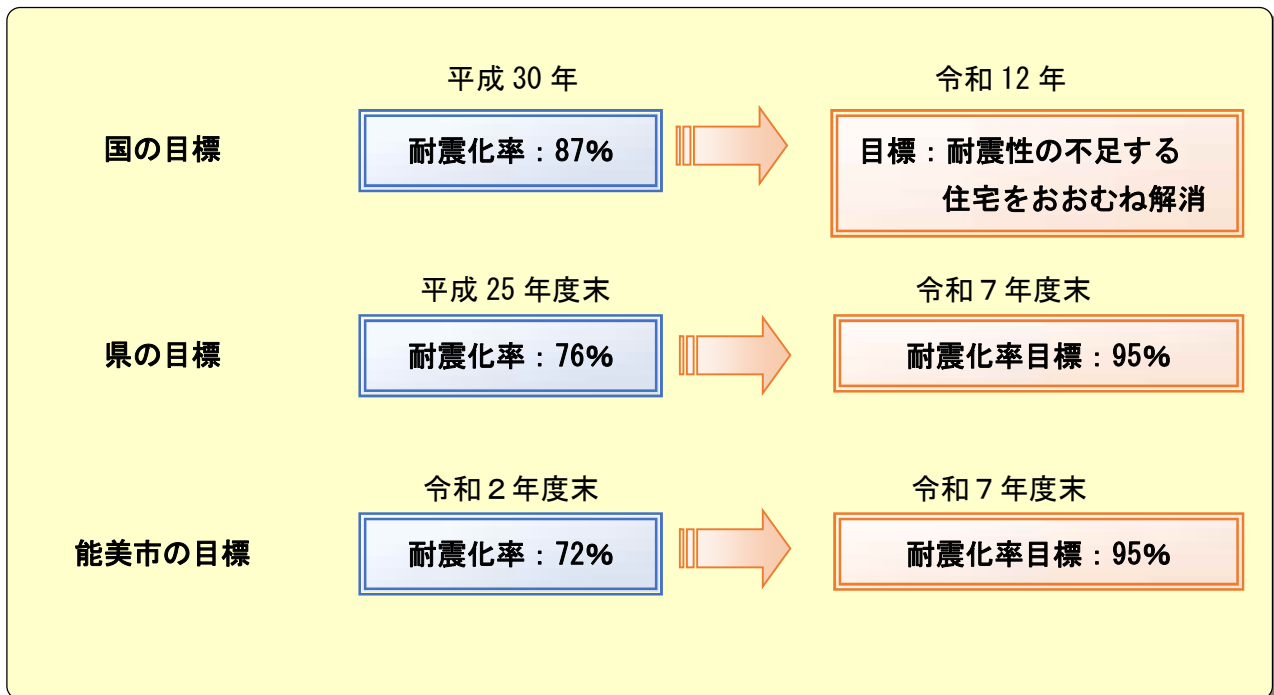 平成 30 年
令和 12 年
国の目標
耐震化率：87%
目標：耐震性の不足する
住宅をおおむね解消
平成 25 年度末
令和７年度末
県の目標
耐震化率：76%
耐震化率目標：95%
令和２年度末
令和７年度末
能美市の目標
耐震化率：72%
耐震化率目標：95%